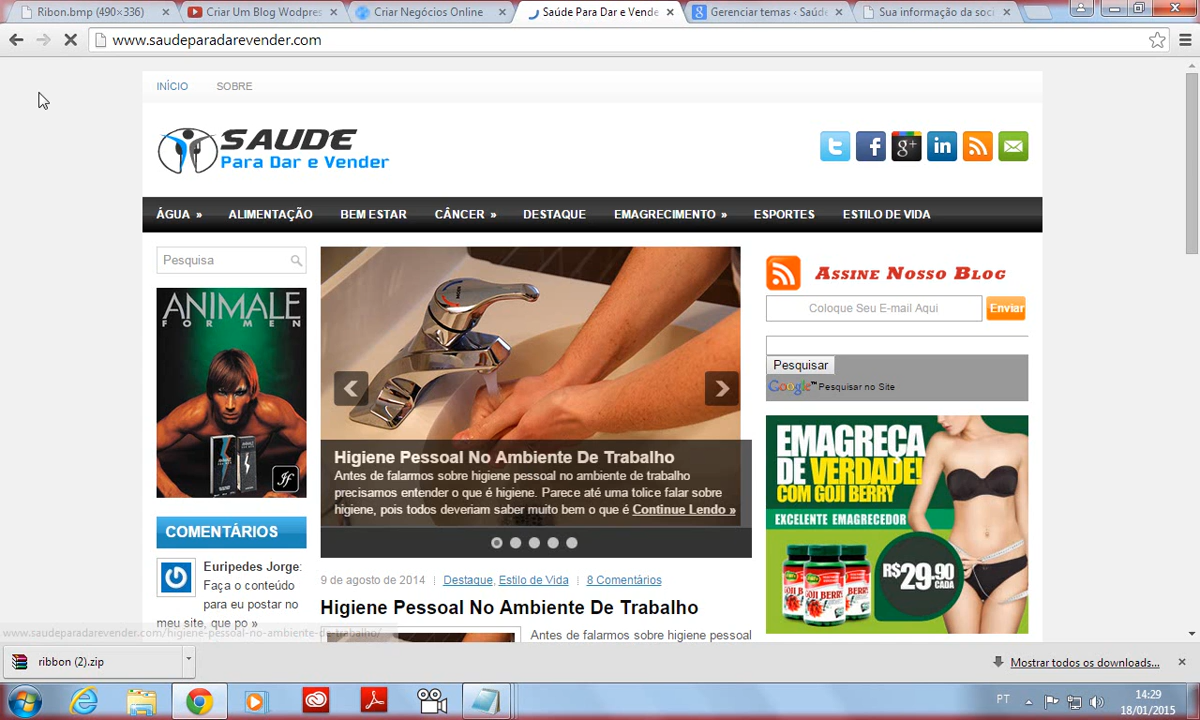 Ribon.bmp (490×336)
Criar Um Blog Wodpres
Criar Negócios Online
Saúde Para Dar e Vende
Gerenciar temas ‹ Saúde
Sua informação da soci
www.saudeparadarevender.com
INÍCIO SOBRE
SAUDE
Para Dar e Vender
ÁGUA » ALIMENTAÇÃO BEM ESTAR CÂNCER » DESTAQUE EMAGRECIMENTO » ESPORTES ESTILO DE VIDA
Pesquisa
ANIMALE
FOR MEN
COMENTÁRIOS
Euripedes Jorge:
Faça o conteúdo
para eu postar no
meu site, que po »
Higiene Pessoal No Ambiente De Trabalho
Antes de falarmos sobre higiene pessoal no ambiente de trabalho
precisamos entender o que é higiene. Parece até uma tolice falar sobre
higiene, pois todos deveriam saber muito bem o que é Continue Lendo »
9 de agosto de 2014 | Destaque, Estilo de Vida | 8 Comentários
Higiene Pessoal No Ambiente De Trabalho
Antes de falarmos sobre higiene pessoal
Assine Nosso Blog
Coloque Seu E-mail Aqui
Enviar
Pesquisar
Google™ Pesquisar no Site
EMAGREÇA
DE VERDADE!
COM GOJI BERRY
EXCELENTE EMAGRECEDOR
GOJI BERRY
R$29,90
CADA
www.saudeparadarevender.com/higiene-pessoal-no-ambiente-de-trabalho/
ribbon (2).zip
Mostrar todos os downloads...
PT
14:29
18/01/2015